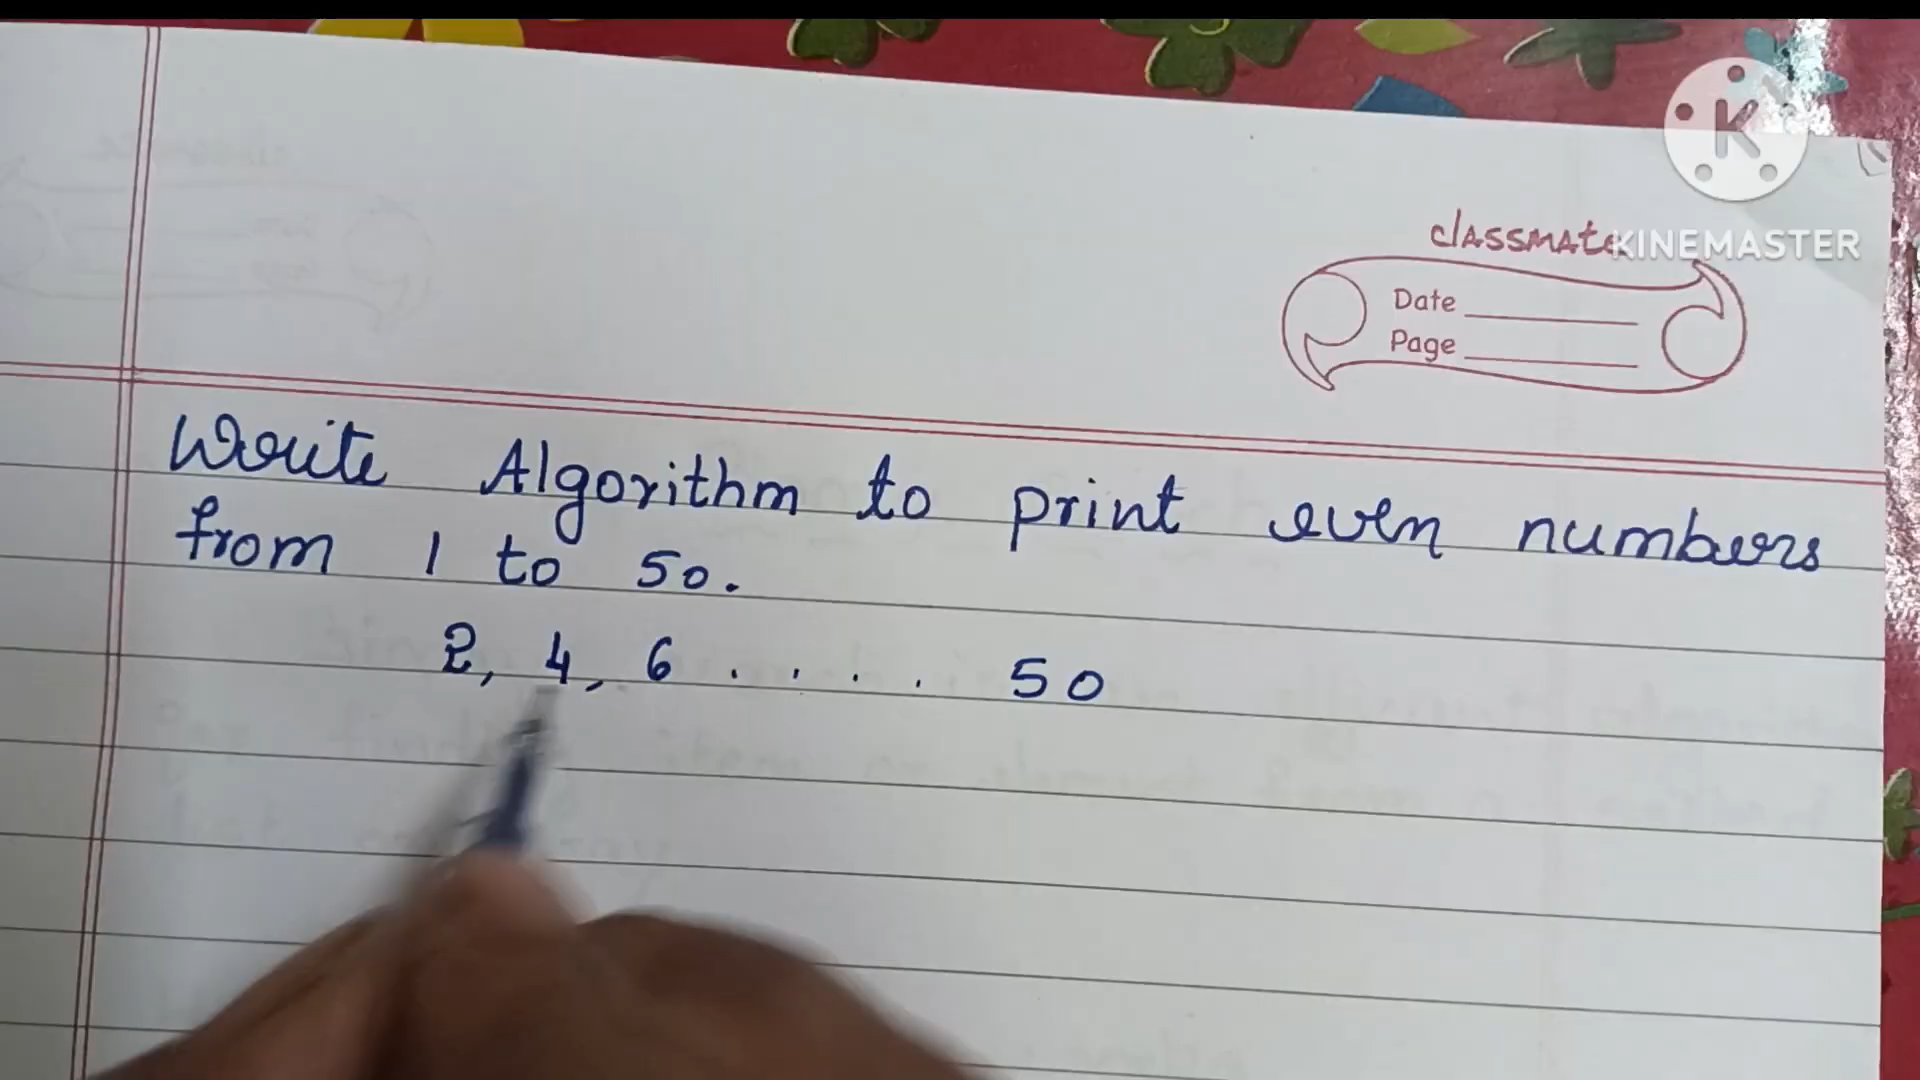 KINEMASTER
classmate
Date
Page
Write Algorithm to print even numbers
from 1 to 50.
2, 4, 6 . . . . 50